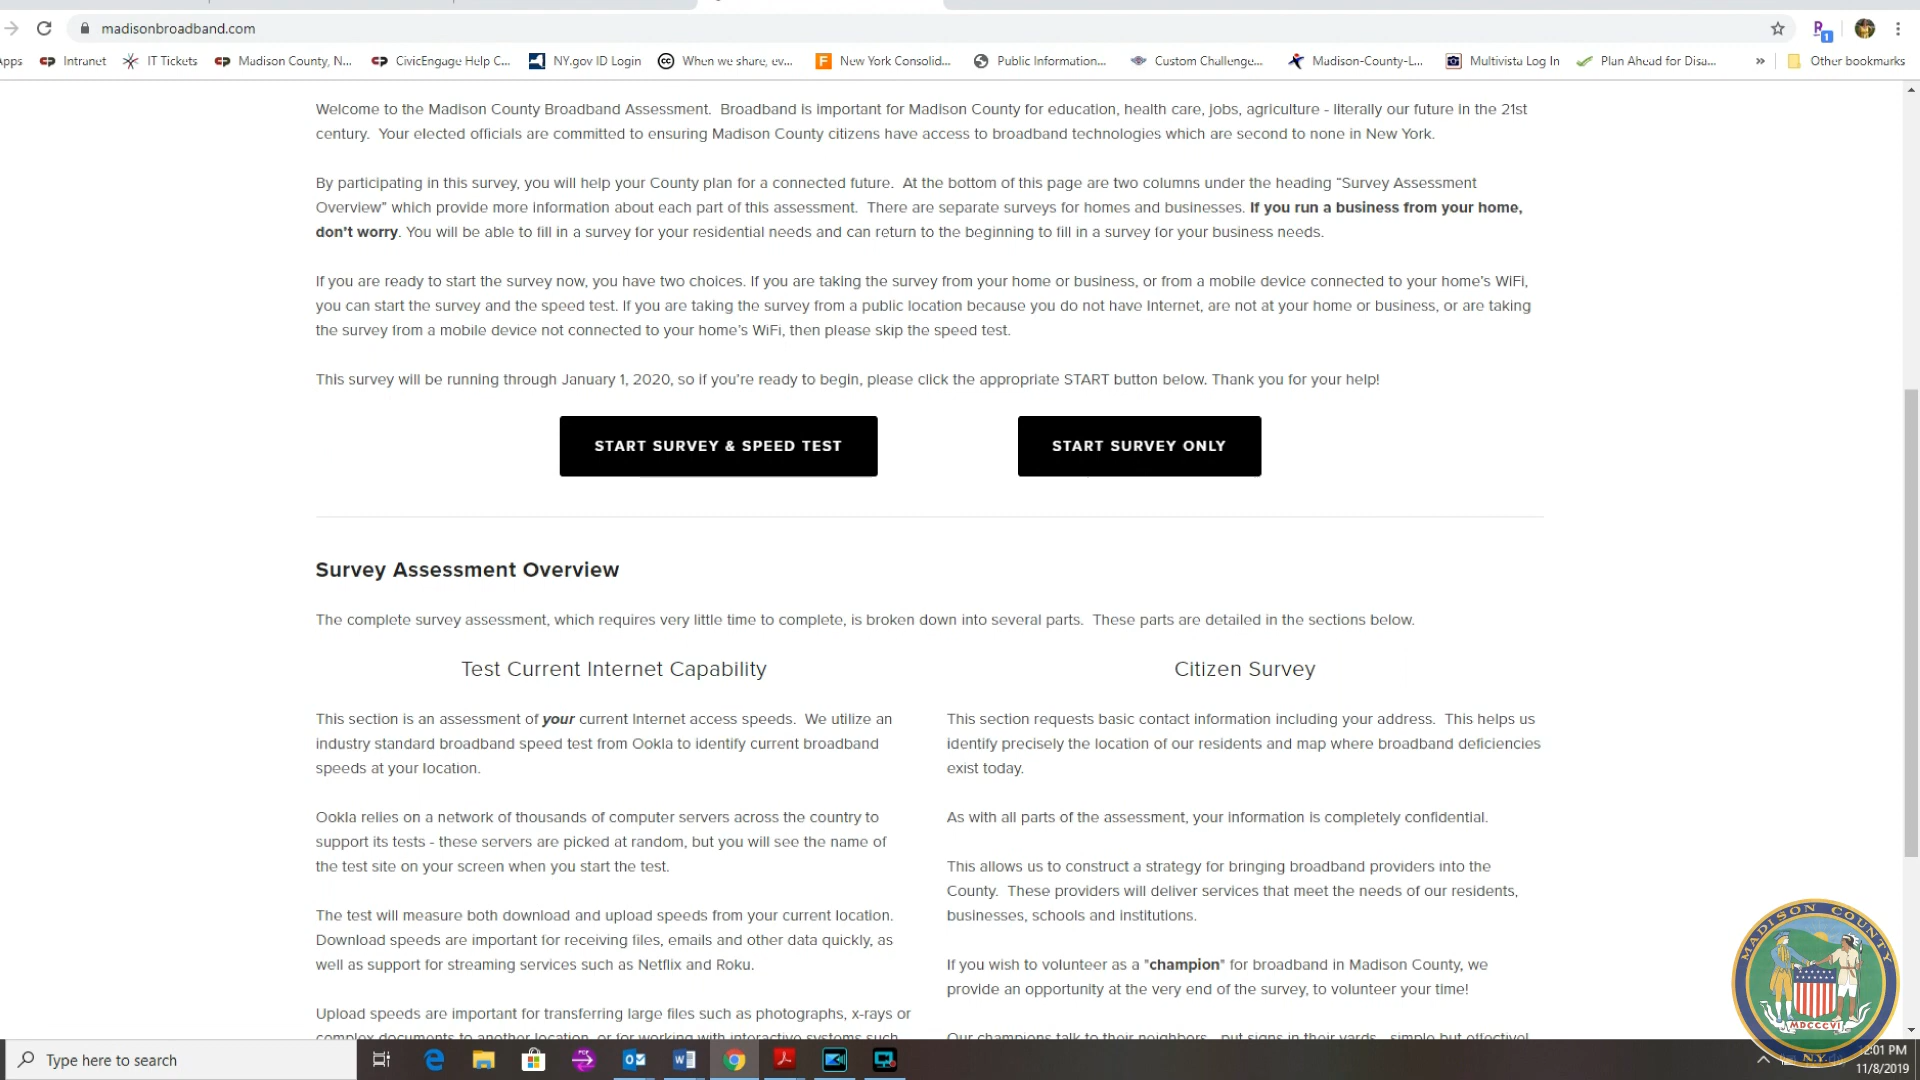 madisonbroadband.com
Intranet
IT Tickets
Madison County, N...
CivicEngage Help C...
NY.gov ID Login
When we share, ev...
New York Consolid...
Public Information...
Custom Challenge...
Madison-County-L...
Multivista Log In
Plan Ahead for Disa...
»
Other bookmarks
Welcome to the Madison County Broadband Assessment. Broadband is important for Madison County for education, health care, jobs, agriculture - literally our future in the 21st
century. Your elected officials are committed to ensuring Madison County citizens have access to broadband technologies which are second to none in New York.
By participating in this survey, you will help your County plan for a connected future. At the bottom of this page are two columns under the heading “Survey Assessment
Overview” which provide more information about each part of this assessment. There are separate surveys for homes and businesses. If you run a business from your home,
don’t worry. You will be able to fill in a survey for your residential needs and can return to the beginning to fill in a survey for your business needs.
If you are ready to start the survey now, you have two choices. If you are taking the survey from your home or business, or from a mobile device connected to your home’s WiFi,
you can start the survey and the speed test. If you are taking the survey from a public location because you do not have Internet, are not at your home or business, or are taking
the survey from a mobile device not connected to your home’s WiFi, then please skip the speed test.
This survey will be running through January 1, 2020, so if you’re ready to begin, please click the appropriate START button below. Thank you for your help!
START SURVEY & SPEED TEST
START SURVEY ONLY
Survey Assessment Overview
The complete survey assessment, which requires very little time to complete, is broken down into several parts. These parts are detailed in the sections below.
Test Current Internet Capability
This section is an assessment of your current Internet access speeds. We utilize an
industry standard broadband speed test from Ookla to identify current broadband
speeds at your location.
Ookla relies on a network of thousands of computer servers across the country to
support its tests - these servers are picked at random, but you will see the name of
the test site on your screen when you start the test.
The test will measure both download and upload speeds from your current location.
Download speeds are important for receiving files, emails and other data quickly, as
well as support for streaming services such as Netflix and Roku.
Upload speeds are important for transferring large files such as photographs, x-rays or
complex documents to another location, or for working with interactive systems such
Citizen Survey
This section requests basic contact information including your address. This helps us
identify precisely the location of our residents and map where broadband deficiencies
exist today.
As with all parts of the assessment, your information is completely confidential.
This allows us to construct a strategy for bringing broadband providers into the
County. These providers will deliver services that meet the needs of our residents,
businesses, schools and institutions.
If you wish to volunteer as a "champion" for broadband in Madison County, we
provide an opportunity at the very end of the survey, to volunteer your time!
Our champions talk to their neighbors, put signs in their yards - simple but effective!
MADISON COUNTY
MDCCCVI
N.Y.
Type here to search
:01 PM
11/8/2019